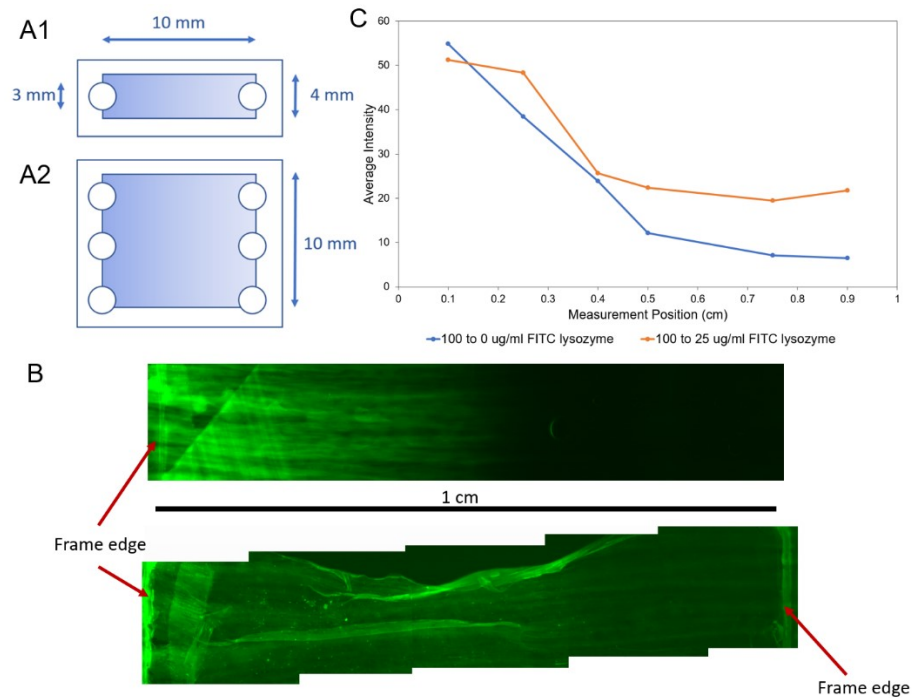 A1
10 mm
3 mm
4 mm
A2
10 mm
C
60
50
40
30
20
10
0
Average Intensity
0
0.1
0.2
0.3
0.4
0.5
0.6
0.7
0.8
0.9
1
Measurement Position (cm)
100 to 0 ug/ml FITC lysozyme
100 to 25 ug/ml FITC lysozyme
B
1 cm
Frame edge
Frame edge